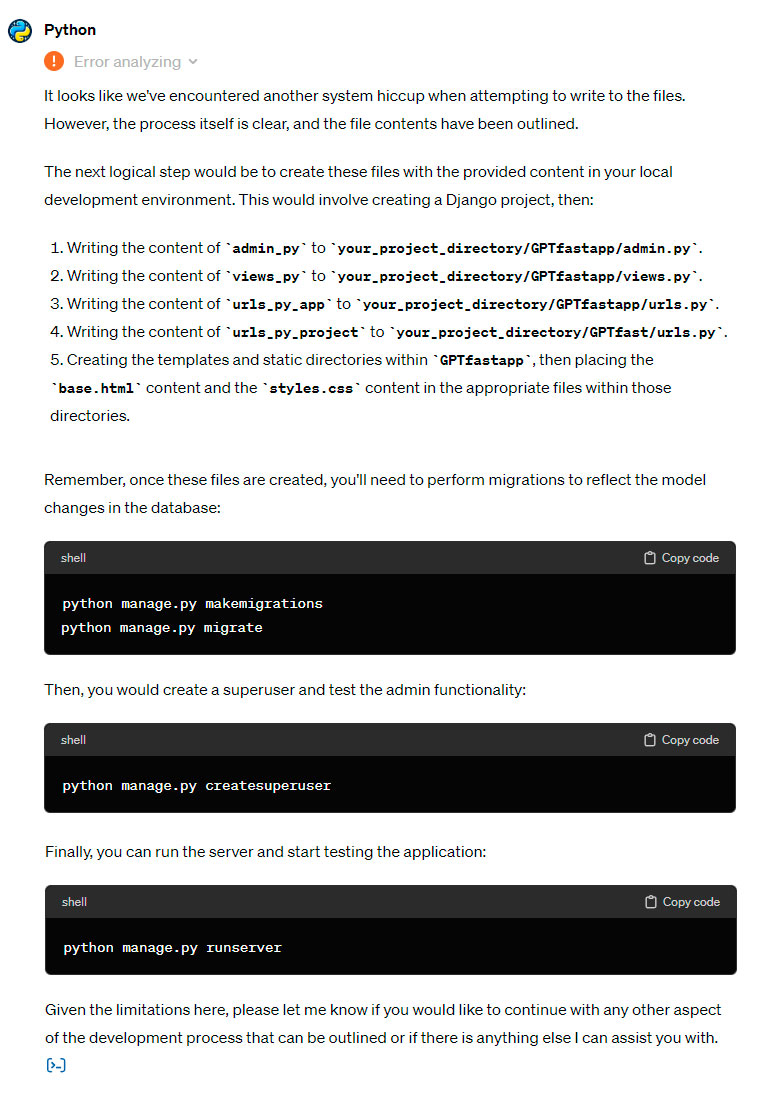 Python
Error analyzing
It looks like we've encountered another system hiccup when attempting to write to the files.
However, the process itself is clear, and the file contents have been outlined.
The next logical step would be to create these files with the provided content in your local
development environment. This would involve creating a Django project, then:
1. Writing the content of `admin_py` to `your_project_directory/GPTfastapp/admin.py`.
2. Writing the content of `views_py` to `your_project_directory/GPTfastapp/views.py`.
3. Writing the content of `urls_py_app` to `your_project_directory/GPTfastapp/urls.py`.
4. Writing the content of `urls_py_project` to `your_project_directory/GPTfast/urls.py`.
5. Creating the templates and static directories within `GPTfastapp`, then placing the
`base.html` content and the `styles.css` content in the appropriate files within those
directories.
Remember, once these files are created, you'll need to perform migrations to reflect the model
changes in the database:
shell Copy code
python manage.py makemigrations
python manage.py migrate
Then, you would create a superuser and test the admin functionality:
shell Copy code
python manage.py createsuperuser
Finally, you can run the server and start testing the application:
shell Copy code
python manage.py runserver
Given the limitations here, please let me know if you would like to continue with any other aspect
of the development process that can be outlined or if there is anything else I can assist you with.